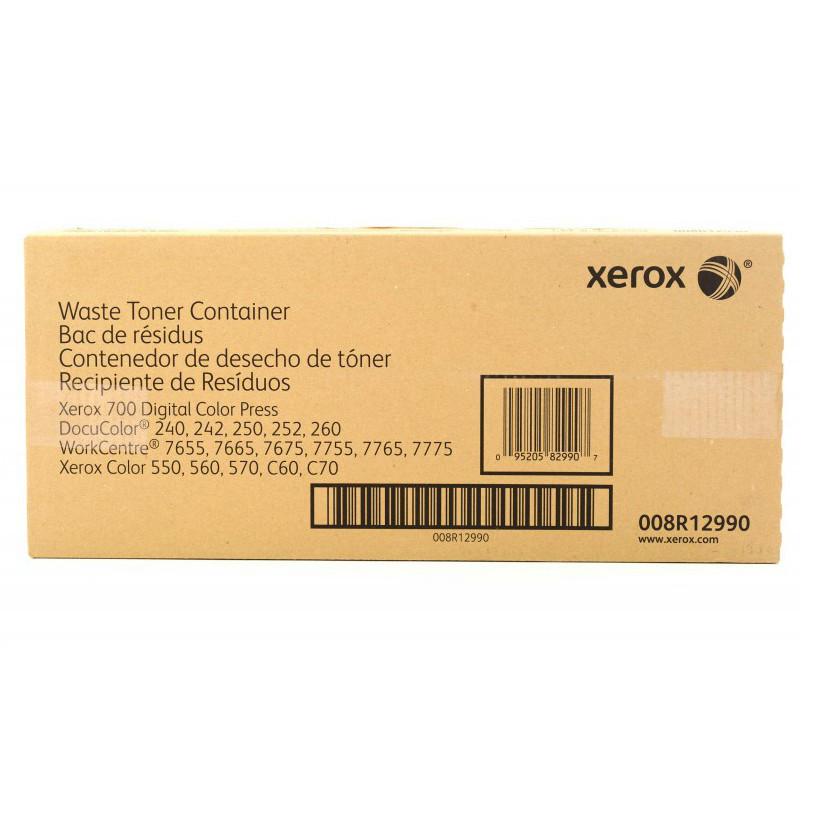 xerox ®
Waste Toner Container
Bac de résidus
Contenedor de desecho de tóner
Recipiente de Resíduos
Xerox 700 Digital Color Press
DocuColor® 240, 242, 250, 252, 260
WorkCentre® 7655, 7665, 7675, 7755, 7765, 7775
Xerox Color 550, 560, 570, C60, C70
0 95205 82990 7
008R12990
008R12990
www.xerox.com